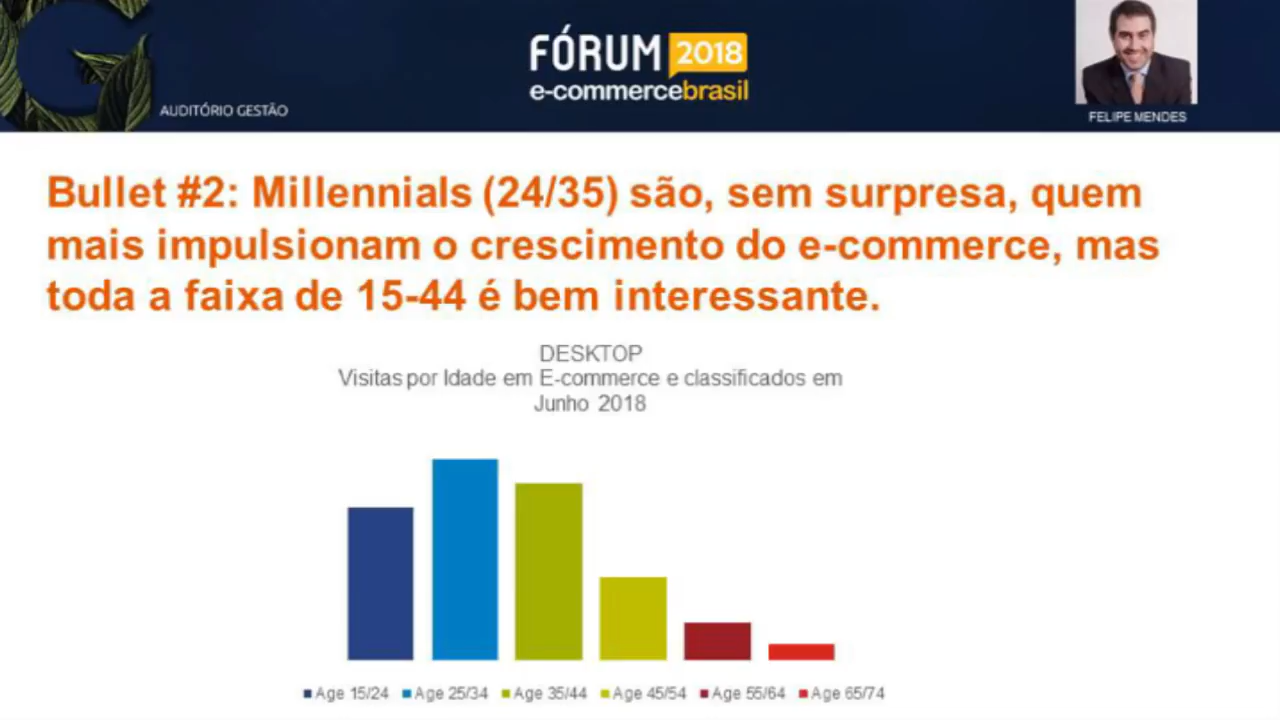 FÓRUM 2018
e-commercebrasil
AUDITÓRIO GESTÃO
FELIPE MENDES
Bullet #2: Millennials (24/35) são, sem surpresa, quem
mais impulsionam o crescimento do e-commerce, mas
toda a faixa de 15-44 é bem interessante.
DESKTOP
Visitas por Idade em E-commerce e classificados em
Junho 2018
Age 15/24 Age 25/34 Age 35/44 Age 45/54 Age 55/64 Age 65/74